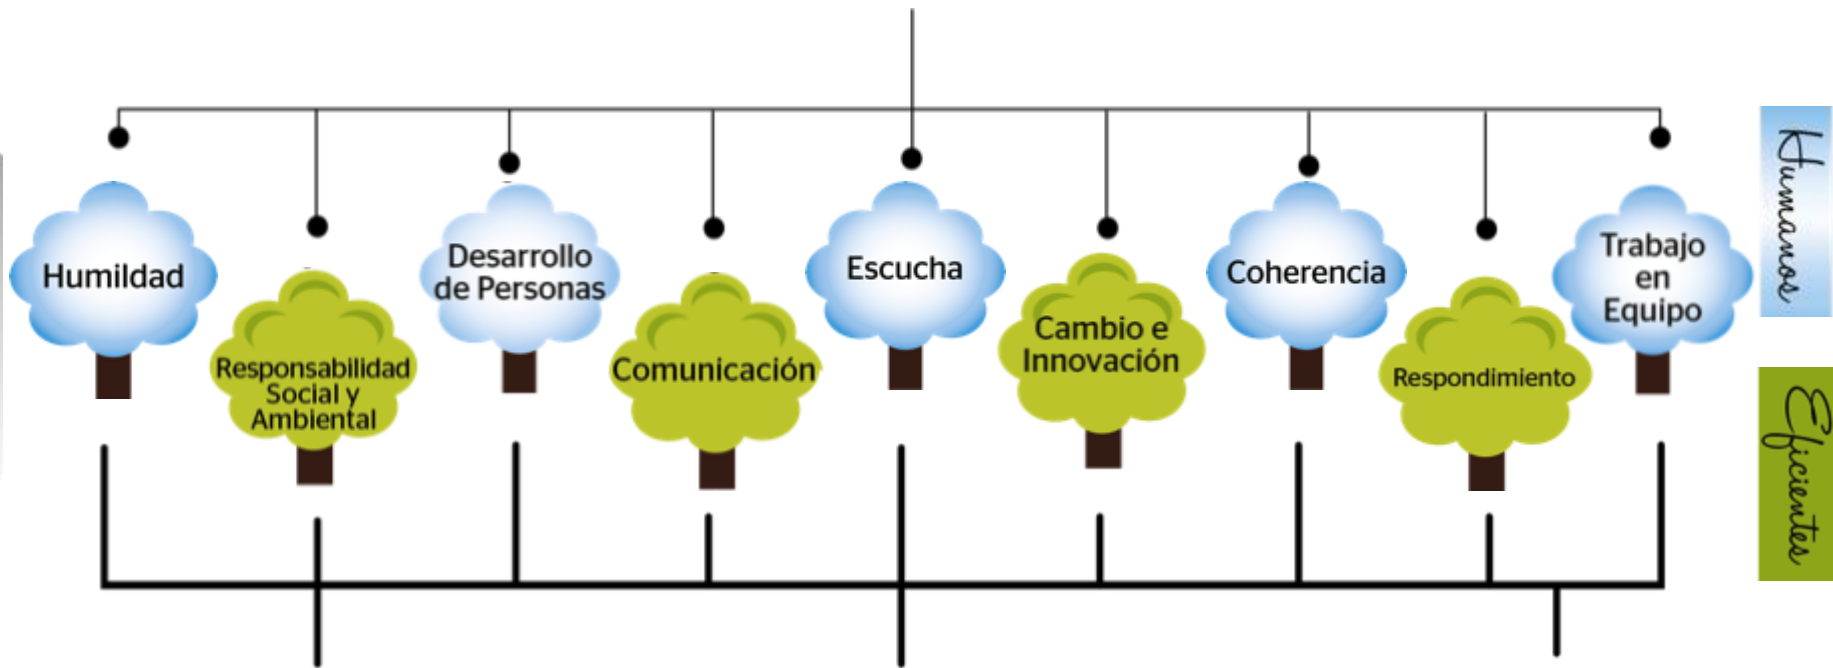 Humildad
Responsabilidad
Social y
Ambiental
Desarrollo
de Personas
Comunicación
Escucha
Cambio e
Innovación
Coherencia
Respondimiento
Trabajo
en
Equipo
Humanos
Eficientes